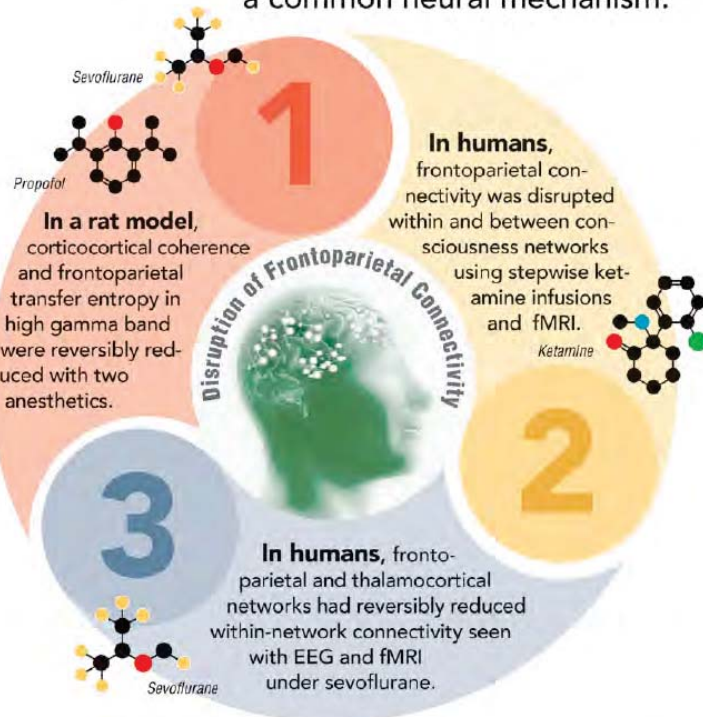 a common neural mechanism.
Sevoflurane
1
Propofol
In a rat model,
corticocortical coherence
and frontoparietal
transfer entropy in
high gamma band
were reversibly red-
uced with two
anesthetics.
In humans,
frontoparietal con-
nectivity was disrupted
within and between con-
sciousness networks
using stepwise ket-
amine infusions
and fMRI.
Ketamine
2
Disruption of Frontoparietal Connectivity
3
In humans, fronto-
parietal and thalamocortical
networks had reversibly reduced
within-network connectivity seen
with EEG and fMRI
under sevoflurane.
Sevoflurane